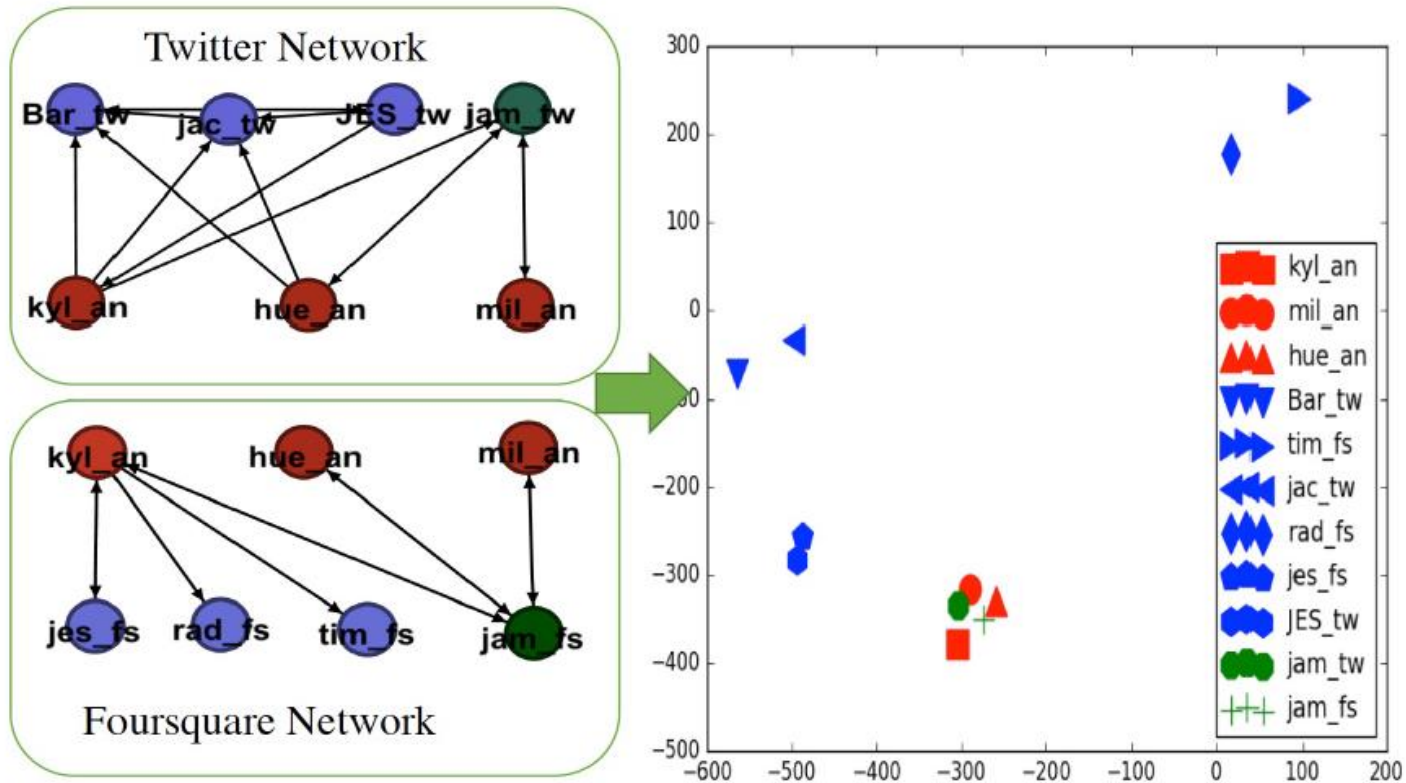 Twitter Network
Bar_tw
jac_tw
JES_tw
jam_tw
kyl_an
hue_an
mil_an
kyl_an
hue_an
mil_an
jes_fs
rad_fs
tim_fs
jam_fs
Foursquare Network
300
200
100
0
00
−200
−300
−400
−500
−600
−500
−400
−300
−200
−100
0
100
200
kyl_an
mil_an
hue_an
Bar_tw
tim_fs
jac_tw
rad_fs
jes_fs
JES_tw
jam_tw
jam_fs